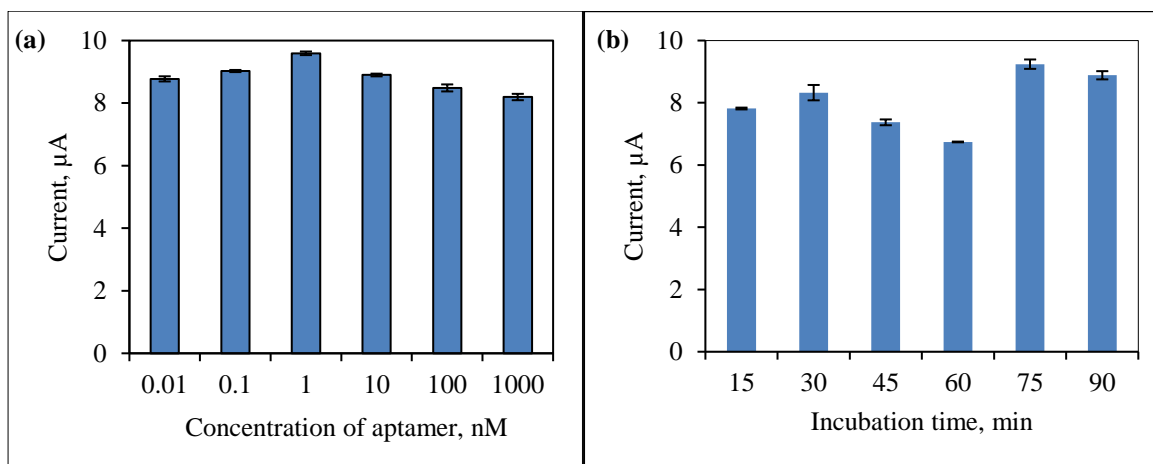 (a)
10
8
6
4
2
0
Current, µA
0.01 0.1 1 10 100 1000
Concentration of aptamer, nM
(b)
10
8
6
4
2
0
Current, µA
15 30 45 60 75 90
Incubation time, min